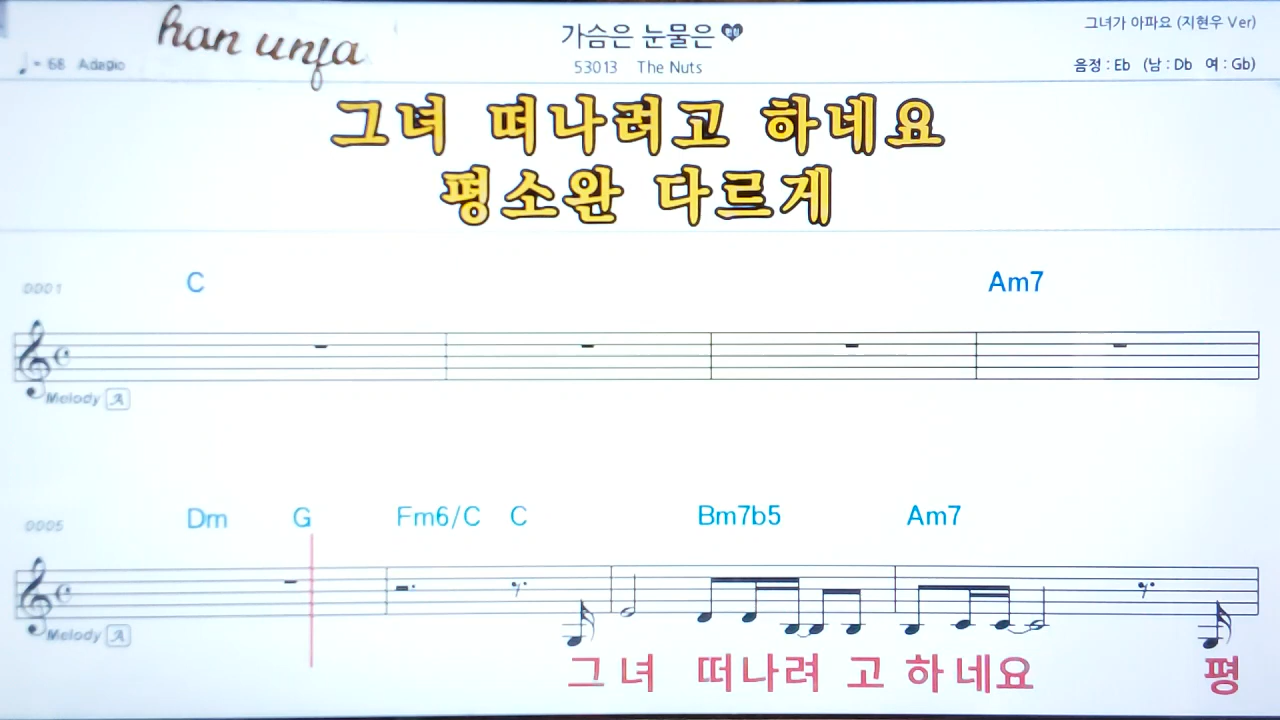 han unfa
가슴은 눈물은
그녀가 아파요 (지현우 Ver)
♩= 68 Adagio
53013 The Nuts
음정 : Eb (남 : Db 여 : Gb)
그녀 떠나려고 하네요
평소완 다르게
0001 C Am7
Melody A
0005 Dm G Fm6/C C Bm7b5 Am7
Melody A
그 녀 떠나려 고 하네요 평